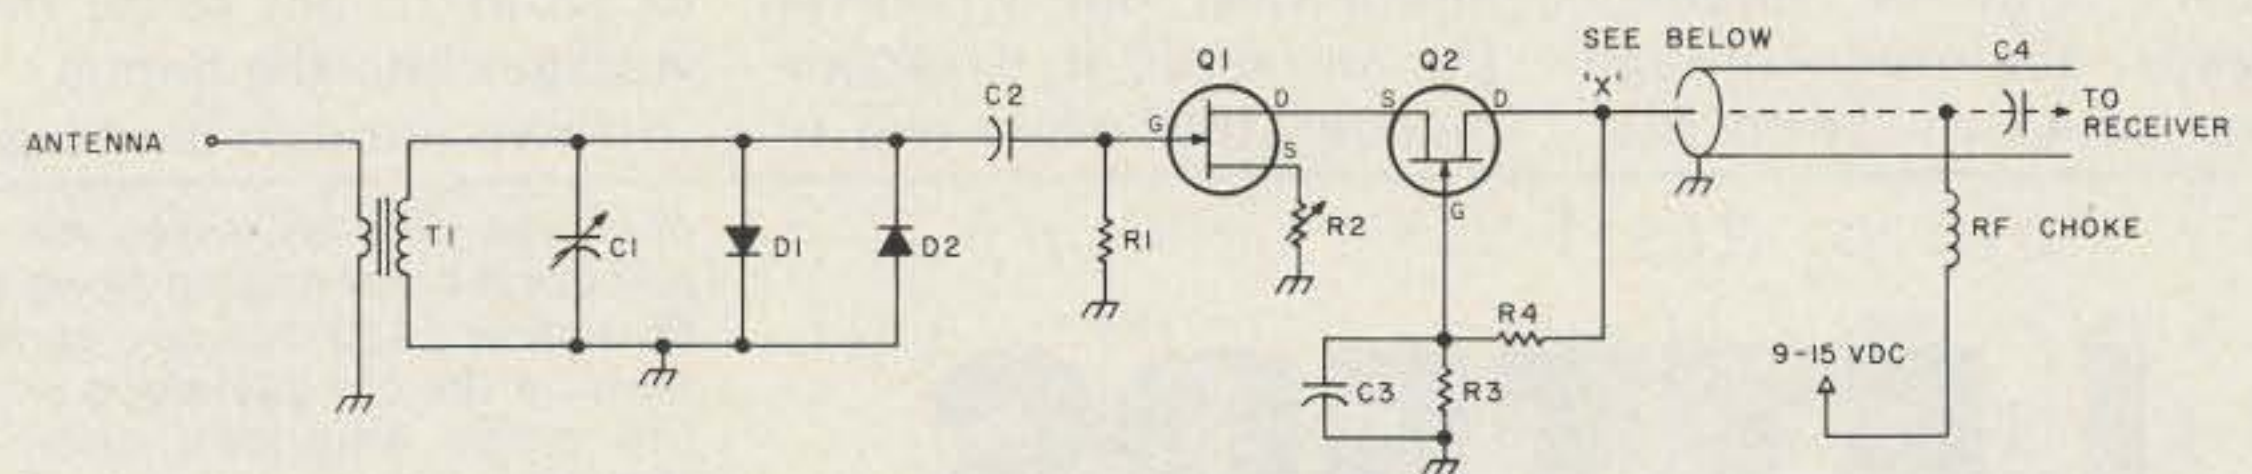 ANTENNA
T1
C1
D1
D2
C2
R1
Q1
G
D
S
R2
Q2
S
D
G
C3
R3
R4
SEE BELOW
'X'
C4
TO
RECEIVER
RF CHOKE
9-15 VDC